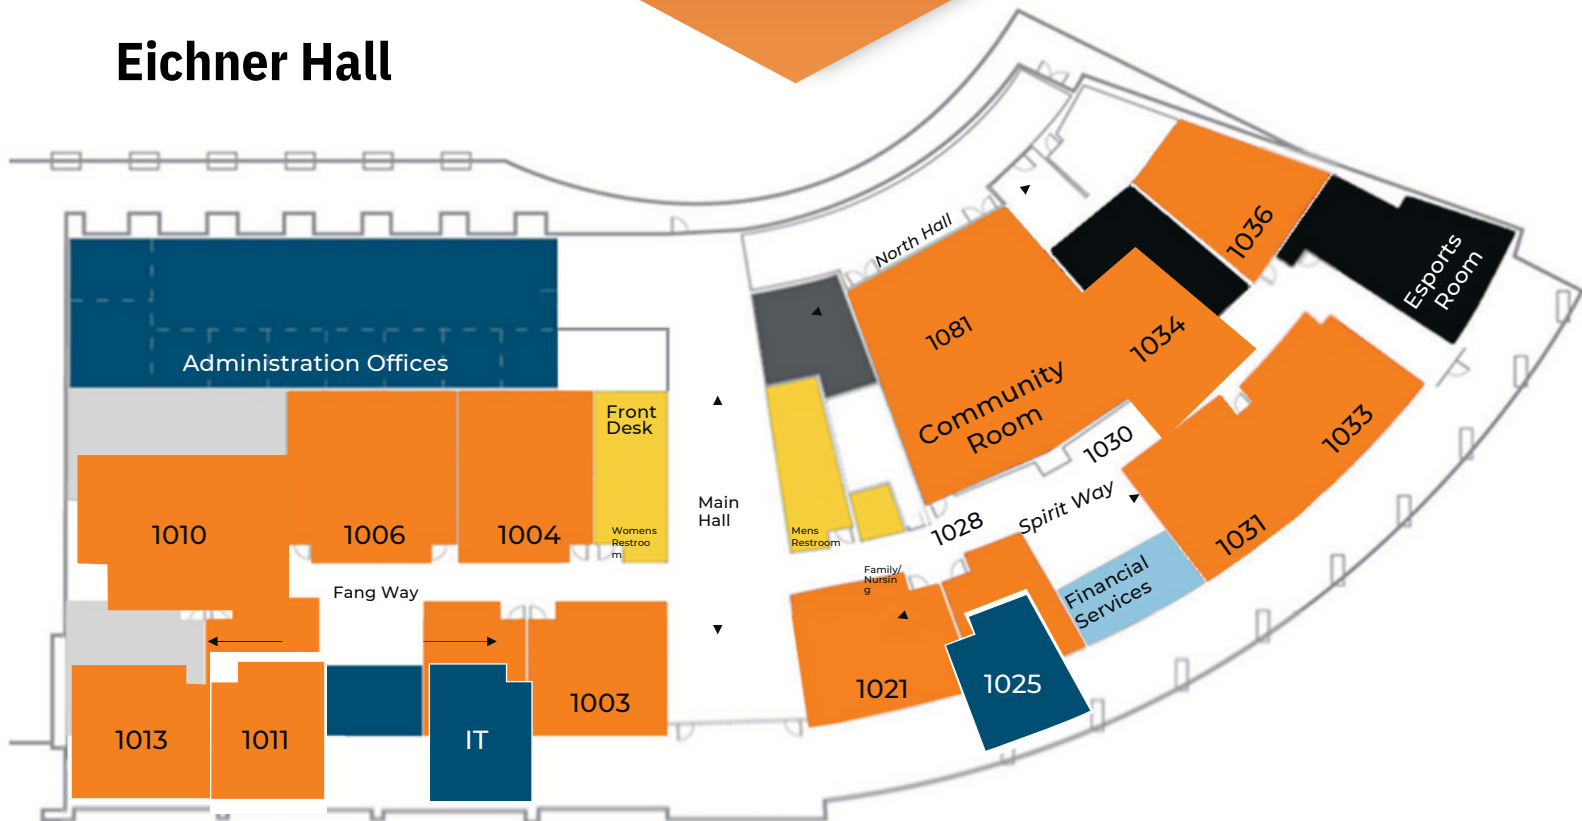 Eichner Hall
North Hall
1036
Esports
Room
1081
1034
Administration Offices
Community
Room
Front
Desk
1033
1030
Main
Hall
Spirit Way
1010
1006
1004
Womens
Restroo
m
Mens
Restroom
1028
1031
Family/
Nursin
g
Financial
Services
Fang Way
1021
1025
1003
1013
1011
IT